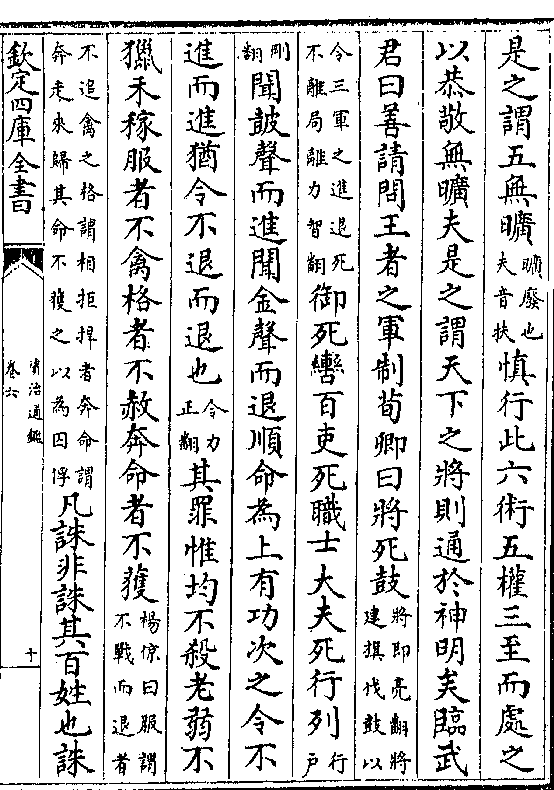 是之謂五無曠曠廢也夫音扶慎行此六術五權三至而處之
以恭敬無曠夫是之謂天下之將則通於神明矣臨武
君曰善請問王者之軍制荀卿曰將死鼓將即亮翻將建旗伐鼓以
令三軍之進退死不離局離力智翻御死轡百吏死職士大夫死行列行戶
剛翻聞皷聲而進聞金聲而退順命為上有功次之令不
進而進猶令不退而退也令力正翻其罪惟均不殺老弱不
獵禾稼服者不禽格者不赦奔命者不獲楊倞曰服謂不戰而退者
不追禽之格謂相拒捍者奔命謂奔走來歸其命不獲之以為囚俘凡誅非誅其百姓也誅
欽定四庫全書
資治通鑑
卷六
十